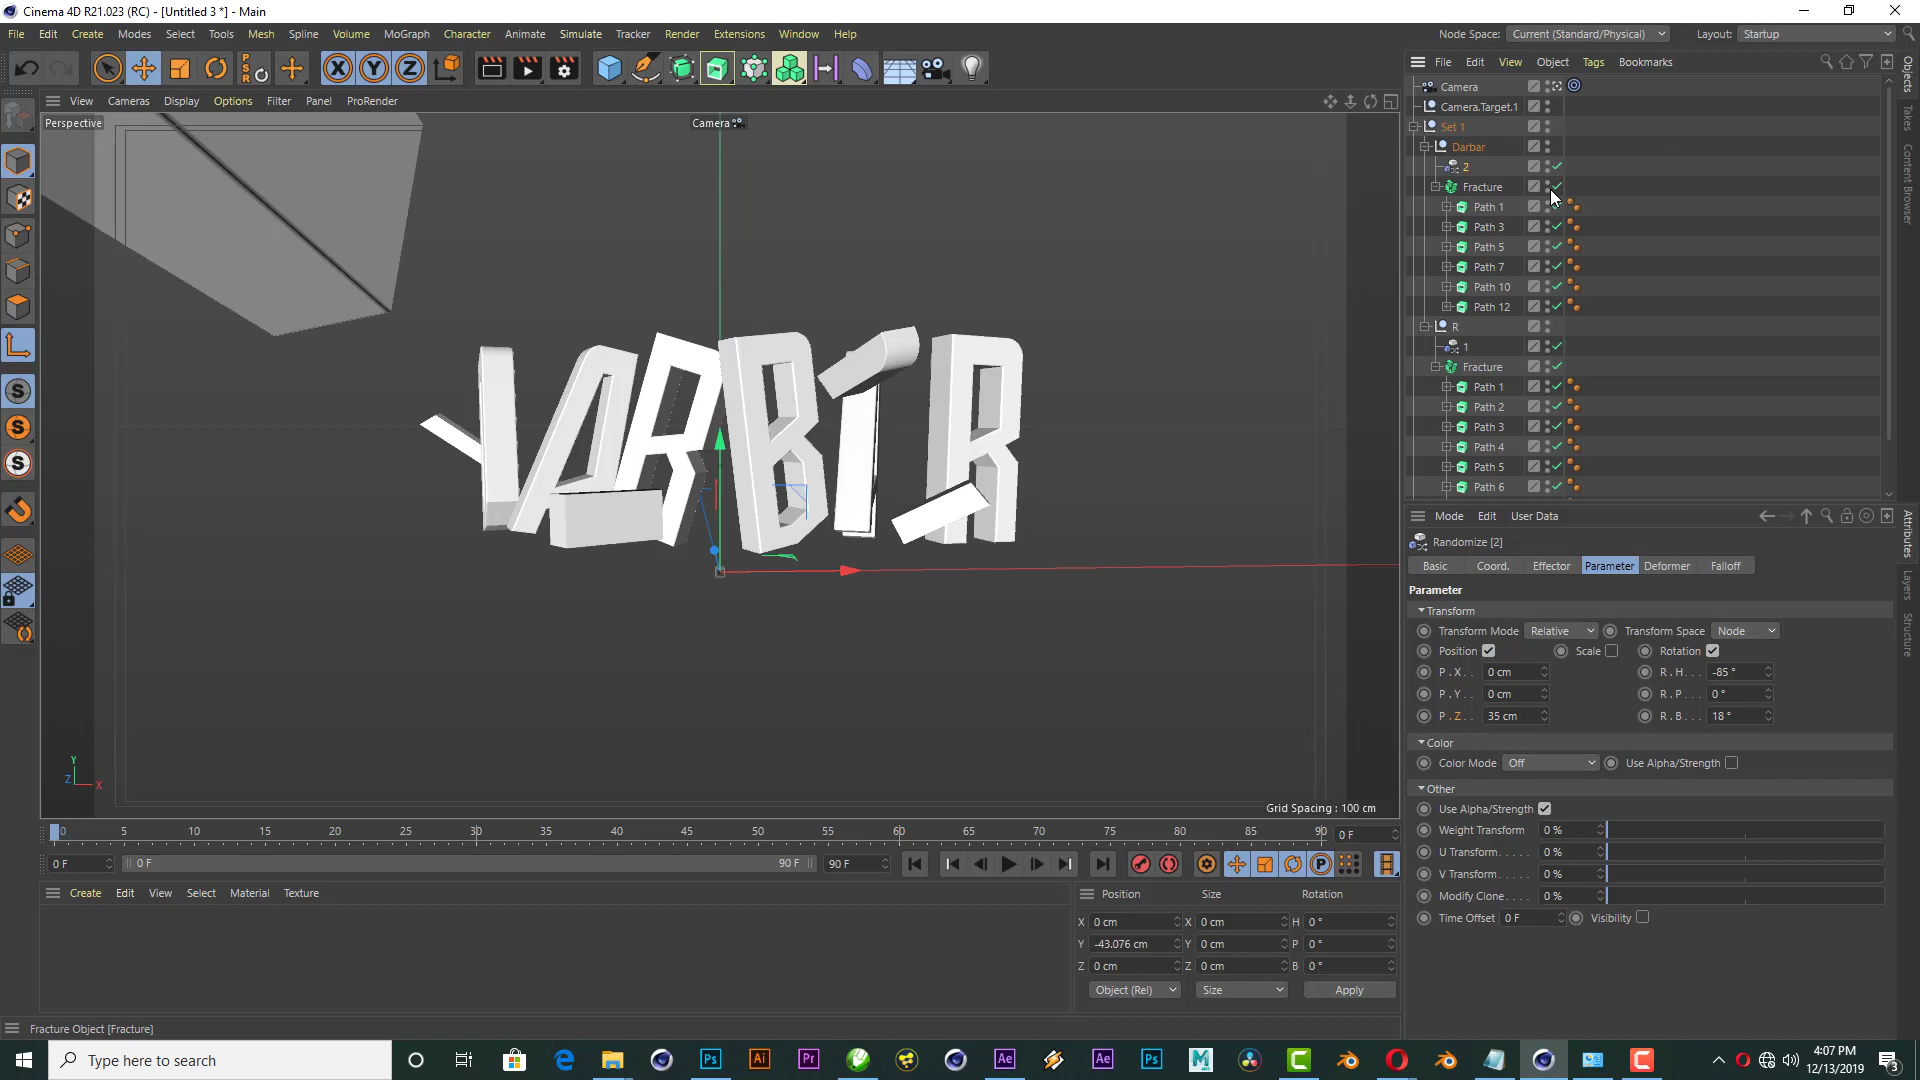 Cinema 4D R21.023 (RC) - [Untitled 3 *] - Main
File Edit Create Modes Select Tools Mesh Spline Volume MoGraph Character Animate Simulate Tracker Render Extensions Window Help
Node Space: Current (Standard/Physical) Layout: Startup
View Cameras Display Options Filter Panel ProRender
File Edit View Object Tags Bookmarks
Perspective
Camera
Camera
Camera.Target.1
Set 1
Darbar
2
Fracture
Path 1
Path 3
Path 5
Path 7
Path 10
Path 12
R
1
Fracture
Path 1
Path 2
Path 3
Path 4
Path 5
Path 6
Objects
Takes
Content Browser
Attributes
Layers
Structure
Mode Edit User Data
Randomize [2]
Basic Coord. Effector Parameter Deformer Falloff
Parameter
Transform
Transform Mode Relative Transform Space Node
Position Scale Rotation
P . X . . 0 cm R . H . . . -85 °
P . Y . . 0 cm R . P . . . 0 °
P . Z . . 35 cm R . B . . . 18 °
Color
Color Mode Off Use Alpha/Strength
Other
Use Alpha/Strength
Weight Transform 0 %
U Transform. . . . . 0 %
V Transform. . . . . 0 %
Modify Clone. . . . 0 %
Time Offset 0 F Visibility
Grid Spacing : 100 cm
Y
Z X
0 5 10 15 20 25 30 35 40 45 50 55 60 65 70 75 80 85 90 0 F
0 F 0 F 90 F 90 F
Create Edit View Select Material Texture
Position Size Rotation
X 0 cm X 0 cm H 0 °
Y -43.076 cm Y 0 cm P 0 °
Z 0 cm Z 0 cm B 0 °
Object (Rel) Size Apply
Fracture Object [Fracture]
Type here to search
4:07 PM
12/13/2019